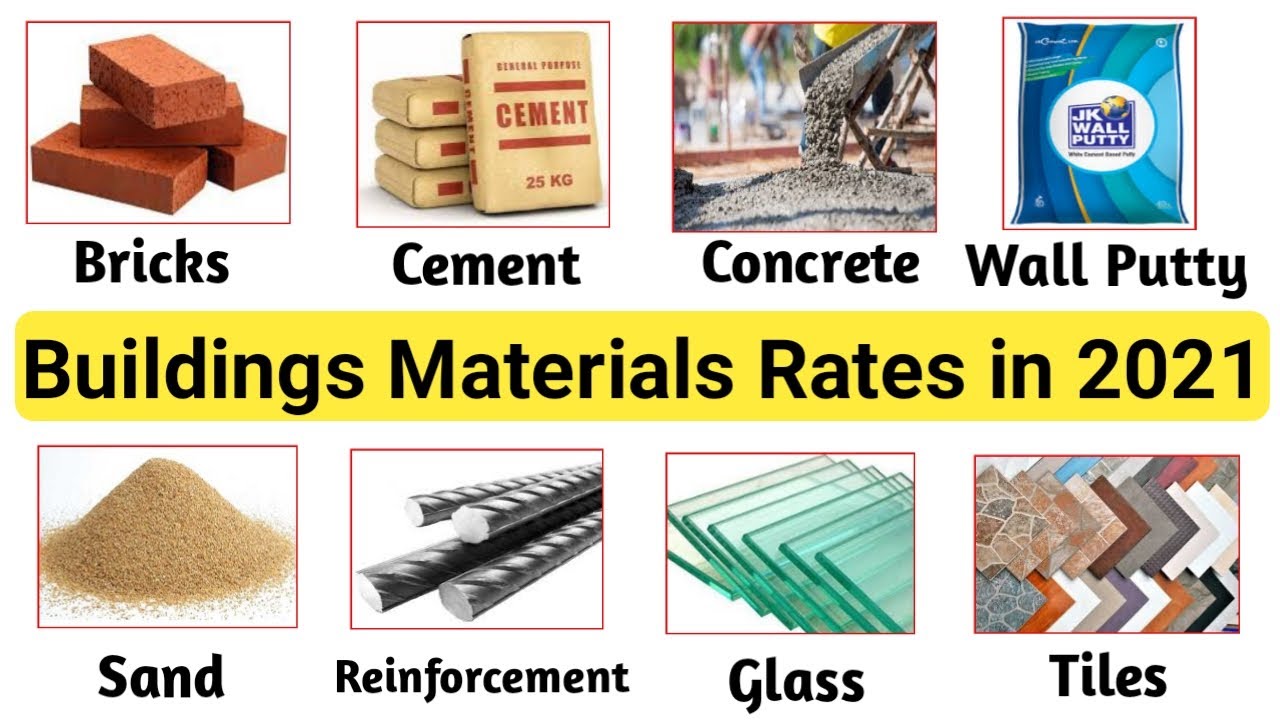 GENERAL PURPOSE
CEMENT
25 KG
CEMENT
JK
WALL
PUTTY
White Cement Based Putty
Bricks
Cement
Concrete
Wall Putty
Buildings Materials Rates in 2021
Sand
Reinforcement
Glass
Tiles